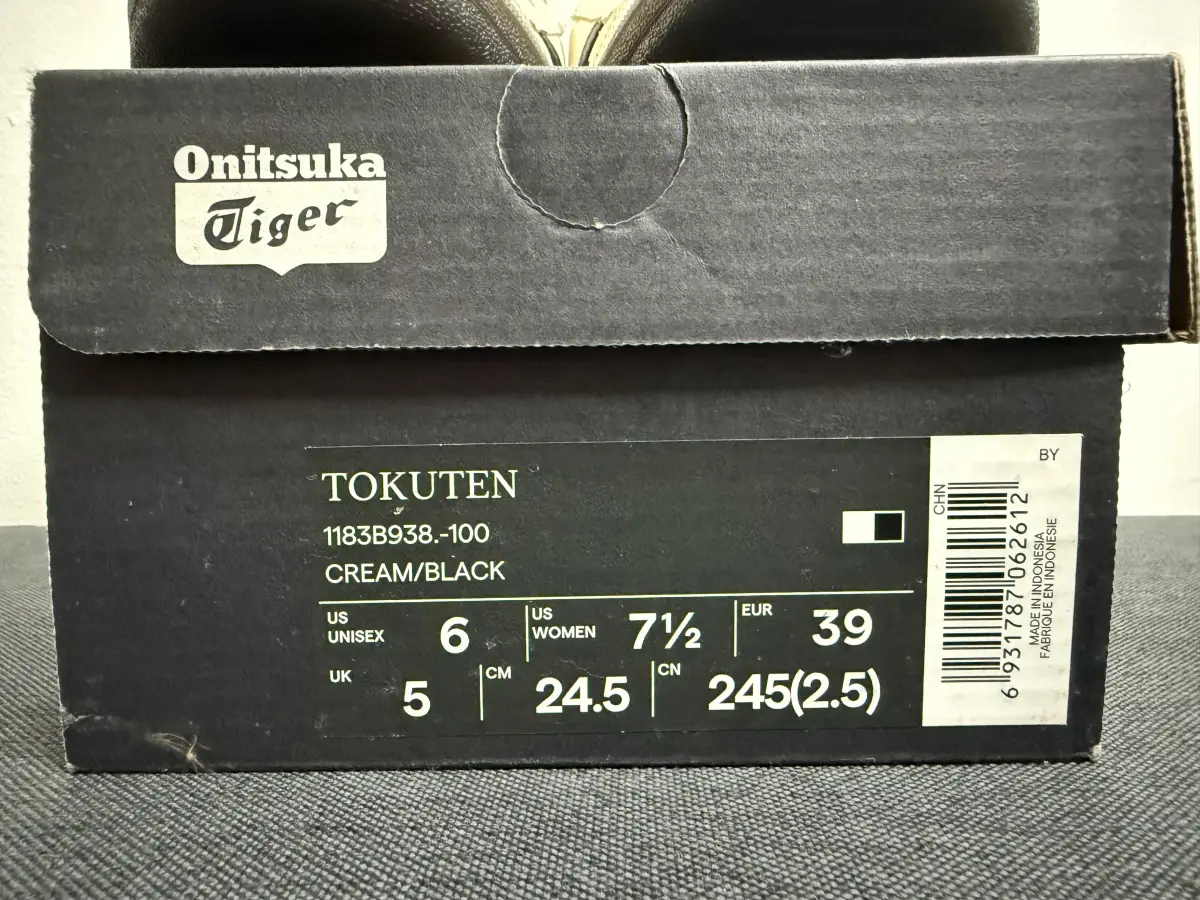 Onitsuka
Tiger
TOKUTEN
1183B938.-100
CREAM/BLACK
US UNISEX 6
US WOMEN 7½
EUR 39
UK 5
CM 24.5
CN 245(2.5)
BY
CHN
6 931787 062612
MADE IN INDONESIA
FABRIQUE EN INDONESIE